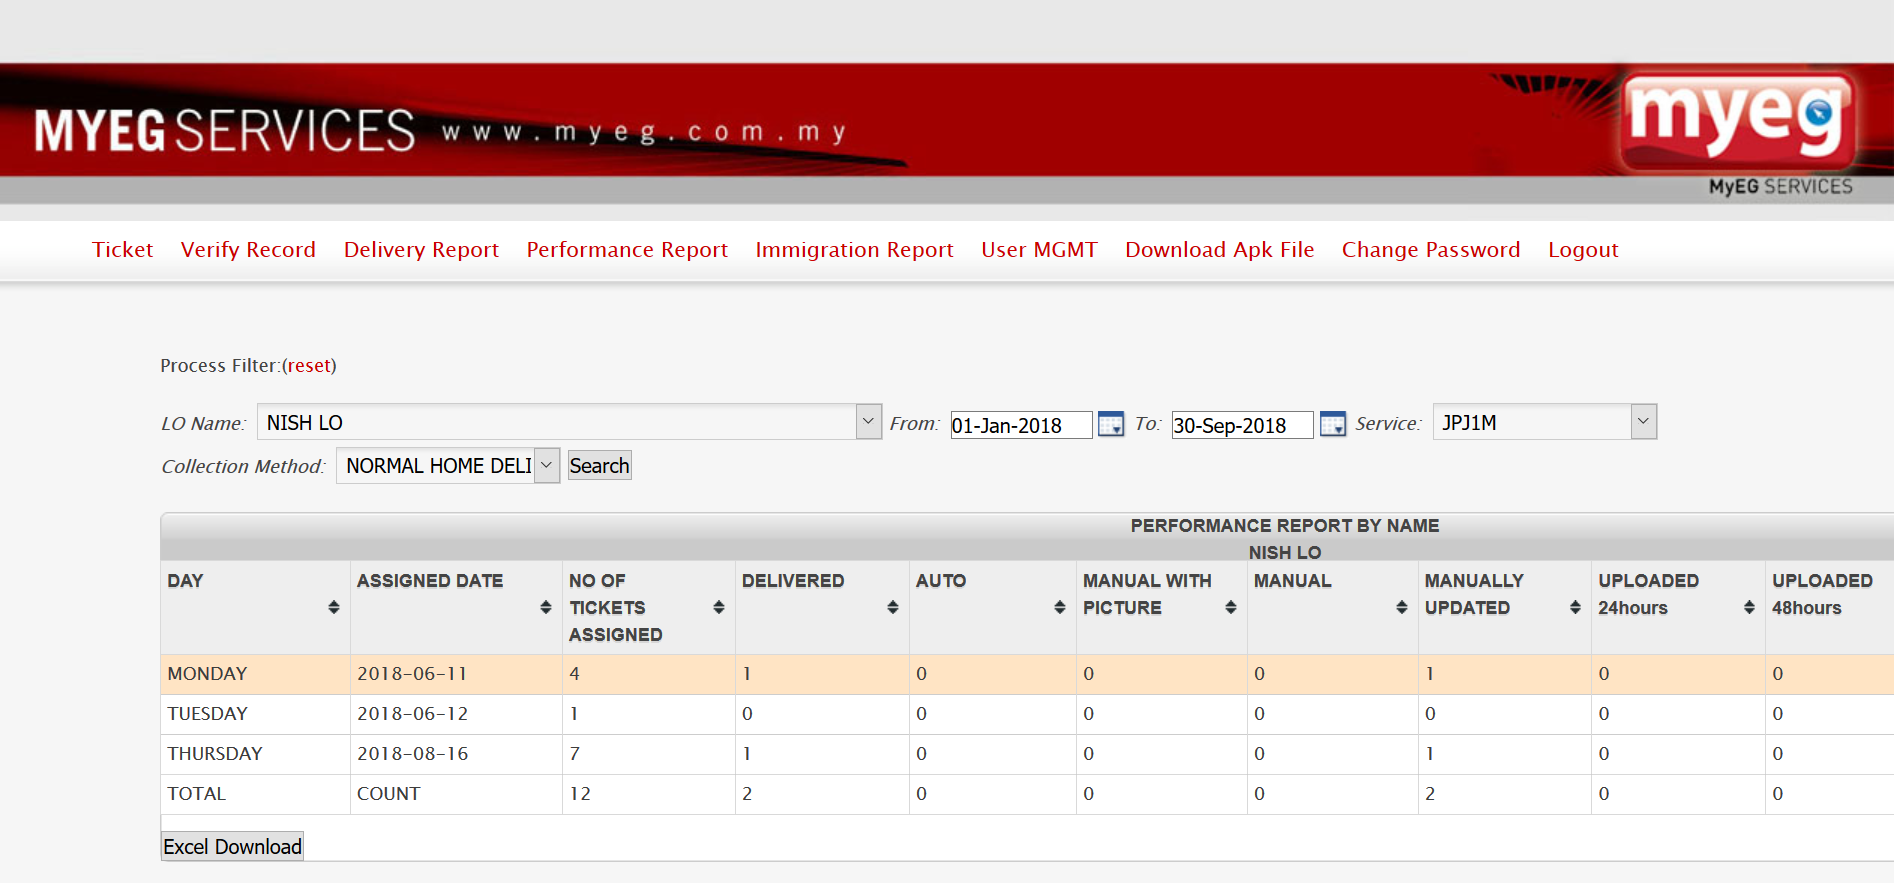 MYEG SERVICES www.myeg.com.my
myeg
MyEG SERVICES
Ticket Verify Record Delivery Report Performance Report Immigration Report User MGMT Download Apk File Change Password Logout
Process Filter:(reset)
LO Name: NISH LO From: 01-Jan-2018 To: 30-Sep-2018 Service: JPJ1M
Collection Method: NORMAL HOME DELI Search
PERFORMANCE REPORT BY NAME
NISH LO
DAY ASSIGNED DATE NO OF TICKETS ASSIGNED DELIVERED AUTO MANUAL WITH PICTURE MANUAL MANUALLY UPDATED UPLOADED 24hours UPLOADED 48hours
MONDAY 2018-06-11 4 1 0 0 0 1 0 0
TUESDAY 2018-06-12 1 0 0 0 0 0 0 0
THURSDAY 2018-08-16 7 1 0 0 0 1 0 0
TOTAL COUNT 12 2 0 0 0 2 0 0
Excel Download